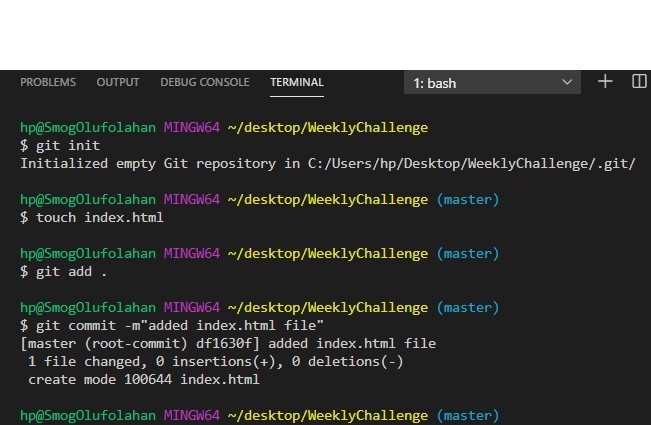 PROBLEMS OUTPUT DEBUG CONSOLE TERMINAL 1: bash
hp@SmogOlufolahan MINGW64 ~/desktop/WeeklyChallenge
$ git init
Initialized empty Git repository in C:/Users/hp/Desktop/WeeklyChallenge/.git/
hp@SmogOlufolahan MINGW64 ~/desktop/WeeklyChallenge (master)
$ touch index.html
hp@SmogOlufolahan MINGW64 ~/desktop/WeeklyChallenge (master)
$ git add .
hp@SmogOlufolahan MINGW64 ~/desktop/WeeklyChallenge (master)
$ git commit -m"added index.html file"
[master (root-commit) df1630f] added index.html file
 1 file changed, 0 insertions(+), 0 deletions(-)
 create mode 100644 index.html
hp@SmogOlufolahan MINGW64 ~/desktop/WeeklyChallenge (master)